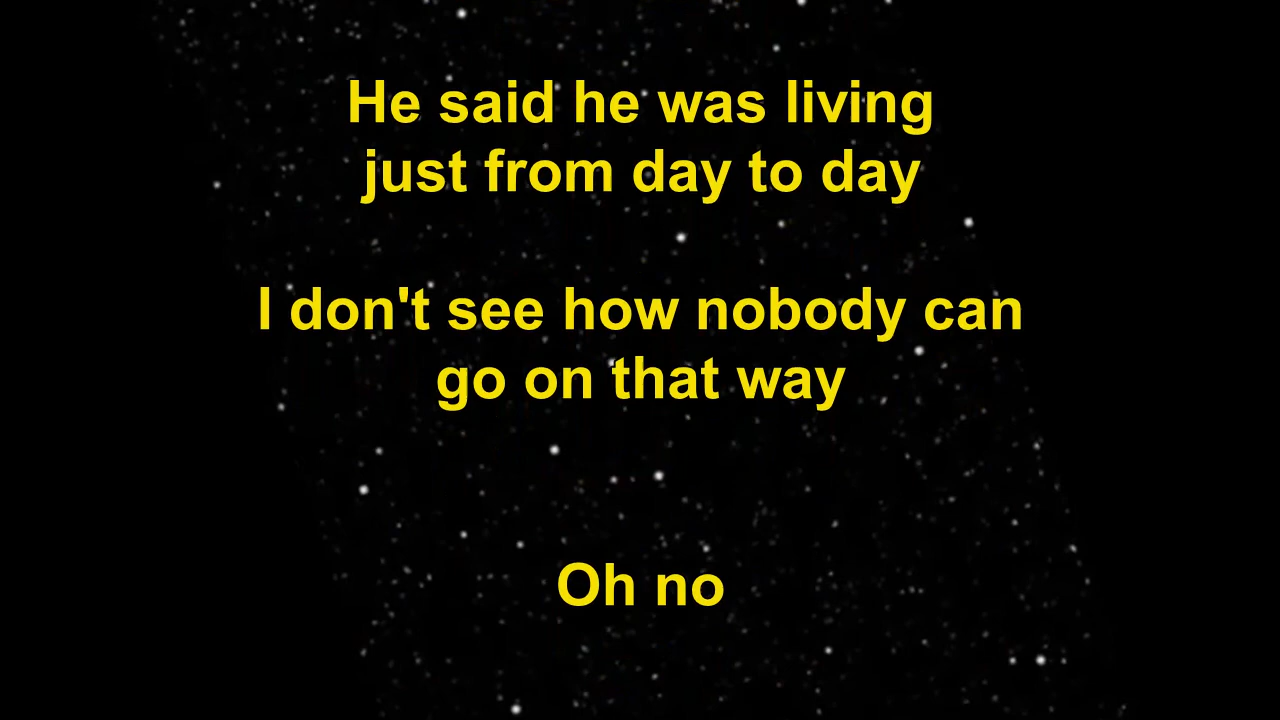 He said he was living
just from day to day
I don't see how nobody can
go on that way
Oh no